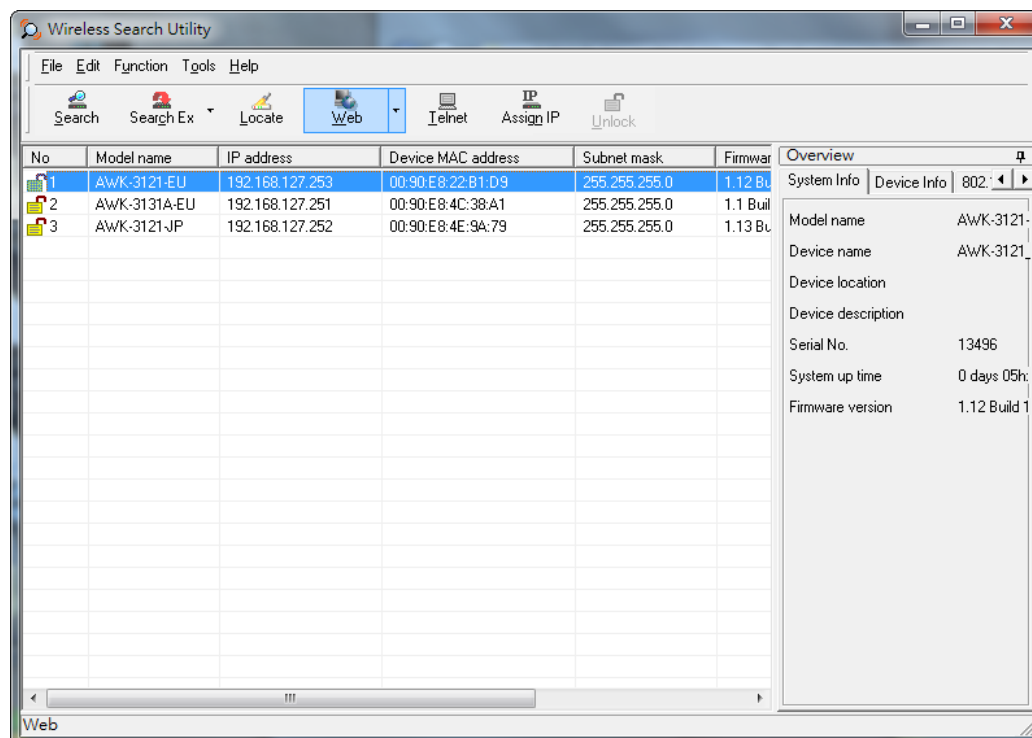 Wireless Search Utility
File Edit Function Tools Help
Search Search Ex Locate Web Telnet IP Assign IP Unlock
No Model name IP address Device MAC address Subnet mask Firmwar
1 AWK-3121-EU 192.168.127.253 00:90:E8:22:B1:D9 255.255.255.0 1.12 Bu
2 AWK-3131A-EU 192.168.127.251 00:90:E8:4C:38:A1 255.255.255.0 1.1 Buil
3 AWK-3121-JP 192.168.127.252 00:90:E8:4E:9A:79 255.255.255.0 1.13 Bu
Overview
System Info Device Info 802.
Model name AWK-3121-
Device name AWK-3121_
Device location
Device description
Serial No. 13496
System up time 0 days 05h:
Firmware version 1.12 Build 1
Web